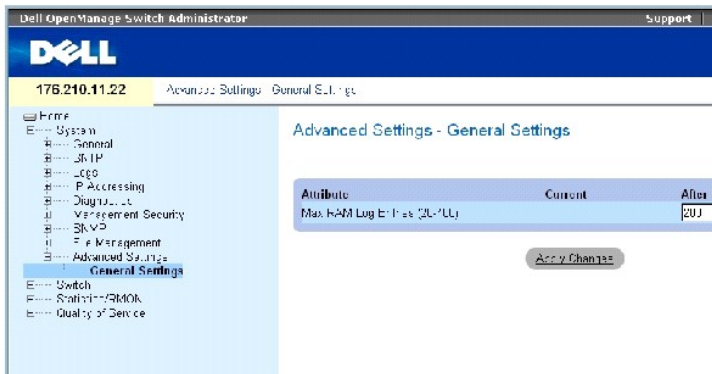 Dell OpenManage Switch Administrator
Support
DELL
176.210.11.22
Advanced Settings - General Settings
Home
System
General
SNTP
Logs
IP Addressing
Diagnostics
Management Security
SNMP
File Management
Advanced Settings
General Settings
Switch
Statistics/RMON
Quality of Service
Advanced Settings - General Settings
Attribute Current After
Max RAM Log Entries (20-400)
200
Apply Changes